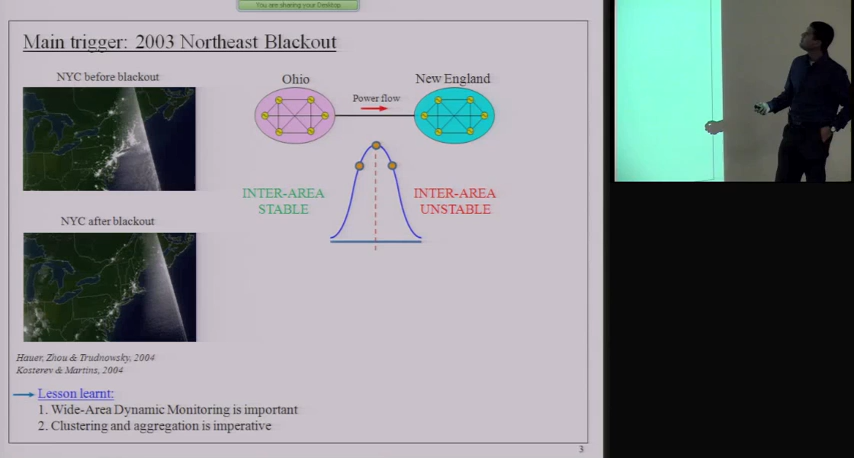 You are sharing your Desktop
Main trigger: 2003 Northeast Blackout
NYC before blackout
Ohio
New England
Power flow
INTER-AREA
STABLE
INTER-AREA
UNSTABLE
NYC after blackout
Hauer, Zhou & Trudnowsky, 2004
Kosterev & Martins, 2004
Lesson learnt:
1. Wide-Area Dynamic Monitoring is important
2. Clustering and aggregation is imperative
3